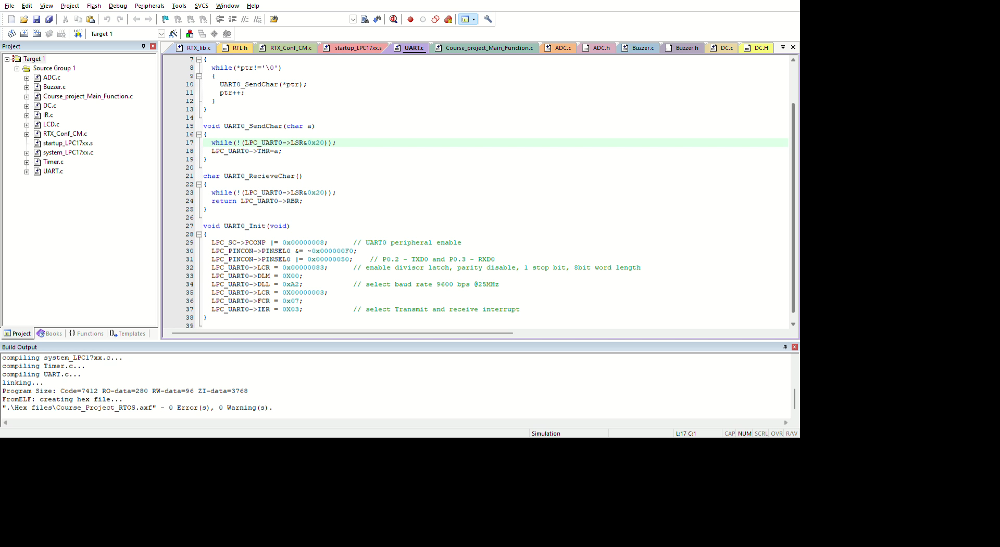 File Edit View Project Flash Debug Peripherals Tools SVCS Window Help
LOAD Target 1
Project
RTX_lib.c RTL.h RTX_Conf_CM.c startup_LPC17xx.s UART.c Course_project_Main_Function.c ADC.c ADC.h Buzzer.c Buzzer.h DC.c DC.H
Target 1
Source Group 1
ADC.c
Buzzer.c
Course_project_Main_Function.c
DC.c
IR.c
LCD.c
RTX_Conf_CM.c
startup_LPC17xx.s
system_LPC17xx.c
Timer.c
UART.c
7 {
8 while(*ptr!='\0')
9 {
10 UART0_SendChar(*ptr);
11 ptr++;
12 }
13 }
14
15 void UART0_SendChar(char a)
16 {
17 while(!(LPC_UART0->LSR&0x20));
18 LPC_UART0->THR=a;
19 }
20
21 char UART0_RecieveChar()
22 {
23 while(!(LPC_UART0->LSR&0x20));
24 return LPC_UART0->RBR;
25 }
26
27 void UART0_Init(void)
28 {
29 LPC_SC->PCONP |= 0x00000008; // UART0 peripheral enable
30 LPC_PINCON->PINSEL0 &= ~0x000000F0;
31 LPC_PINCON->PINSEL0 |= 0x00000050; // P0.2 - TXD0 and P0.3 - RXD0
32 LPC_UART0->LCR = 0x00000083; // enable divisor latch, parity disable, 1 stop bit, 8bit word length
33 LPC_UART0->DLM = 0X00;
34 LPC_UART0->DLL = 0xA2; // select baud rate 9600 bps @25MHz
35 LPC_UART0->LCR = 0X00000003;
36 LPC_UART0->FCR = 0x07;
37 LPC_UART0->IER = 0X03; // select Transmit and receive interrupt
38 }
39
Project Books {} Functions Templates
Build Output
compiling system_LPC17xx.c...
compiling Timer.c...
compiling UART.c...
linking...
Program Size: Code=7412 RO-data=280 RW-data=96 ZI-data=3768
FromELF: creating hex file...
".\Hex files\Course_Project_RTOS.axf" - 0 Error(s), 0 Warning(s).
Simulation L:17 C:1 CAP NUM SCRL OVR R/W